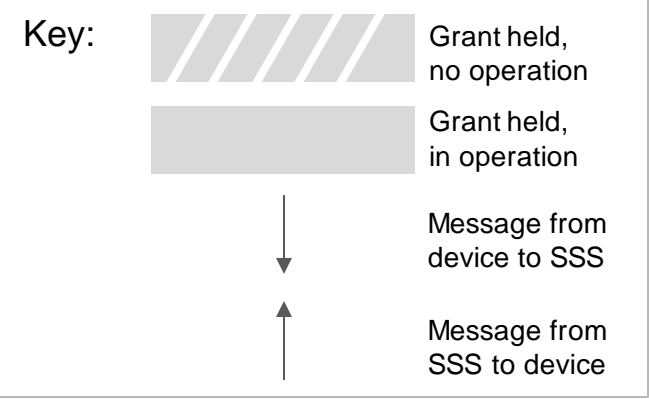 Key:
Grant held,
no operation
Grant held,
in operation
Message from
device to SSS
Message from
SSS to device